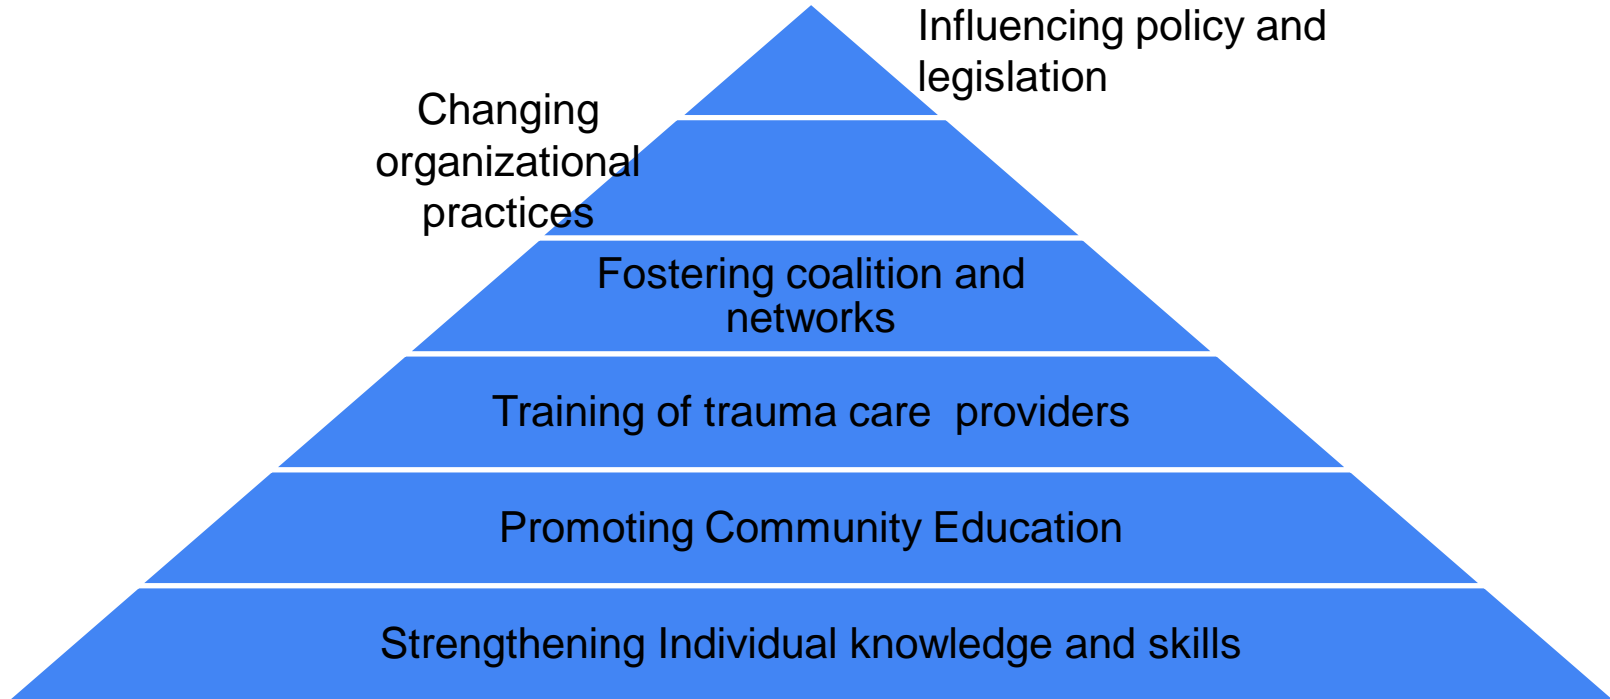 Influencing policy and
legislation
Changing
organizational
practices
Fostering coalition and
networks
Training of trauma care  providers
Promoting Community Education
Strengthening Individual knowledge and skills